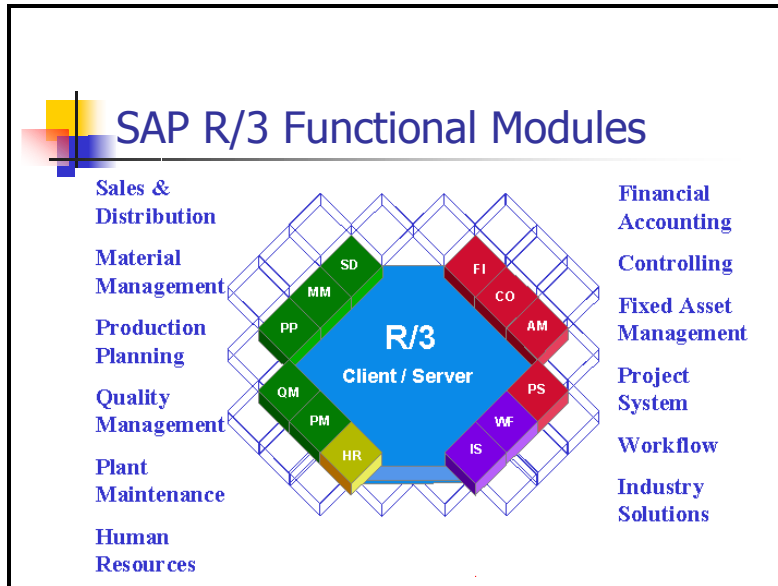 SAP R/3 Functional Modules
Sales &
Distribution
Material
Management
Production
Planning
Quality
Management
Plant
Maintenance
Human
Resources
SD
MM
PP
QM
PM
HR
R/3
Client / Server
FI
CO
AM
PS
WF
IS
Financial
Accounting
Controlling
Fixed Asset
Management
Project
System
Workflow
Industry
Solutions